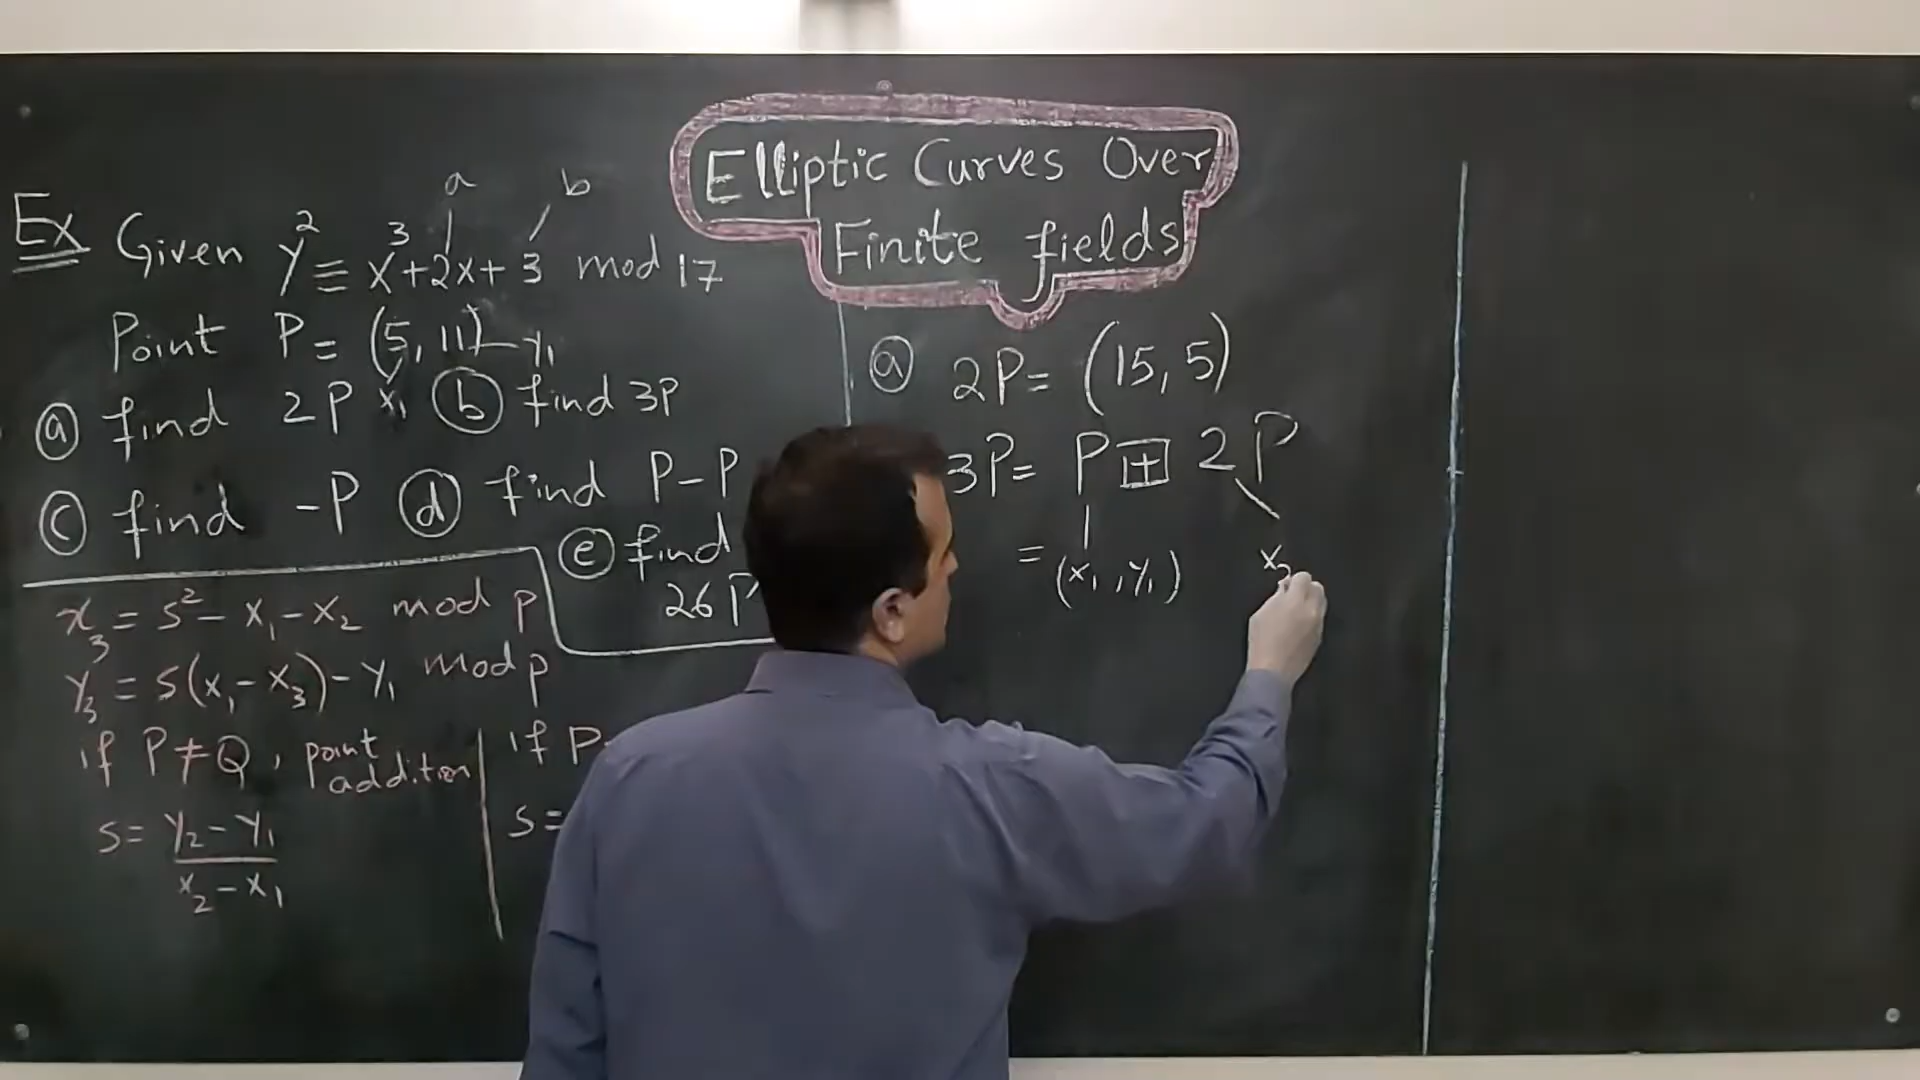 Elliptic Curves Over
Finite fields
a b
Ex Given y² ≡ x³+2x+3 mod 17
Point P = (5, 11) y₁
x₁
ⓐ find 2P ⓑ find 3P
ⓒ find -P ⓓ find P-P
ⓔ find
26P
x₃ = s² - x₁ - x₂ mod p
y₃ = s(x₁ - x₃) - y₁ mod p
if P ≠ Q, point addition
s = y₂ - y₁
x₂ - x₁
if P
s =
ⓐ 2P = (15, 5)
3P = P ⊞ 2P
= (x₁, y₁) x₂